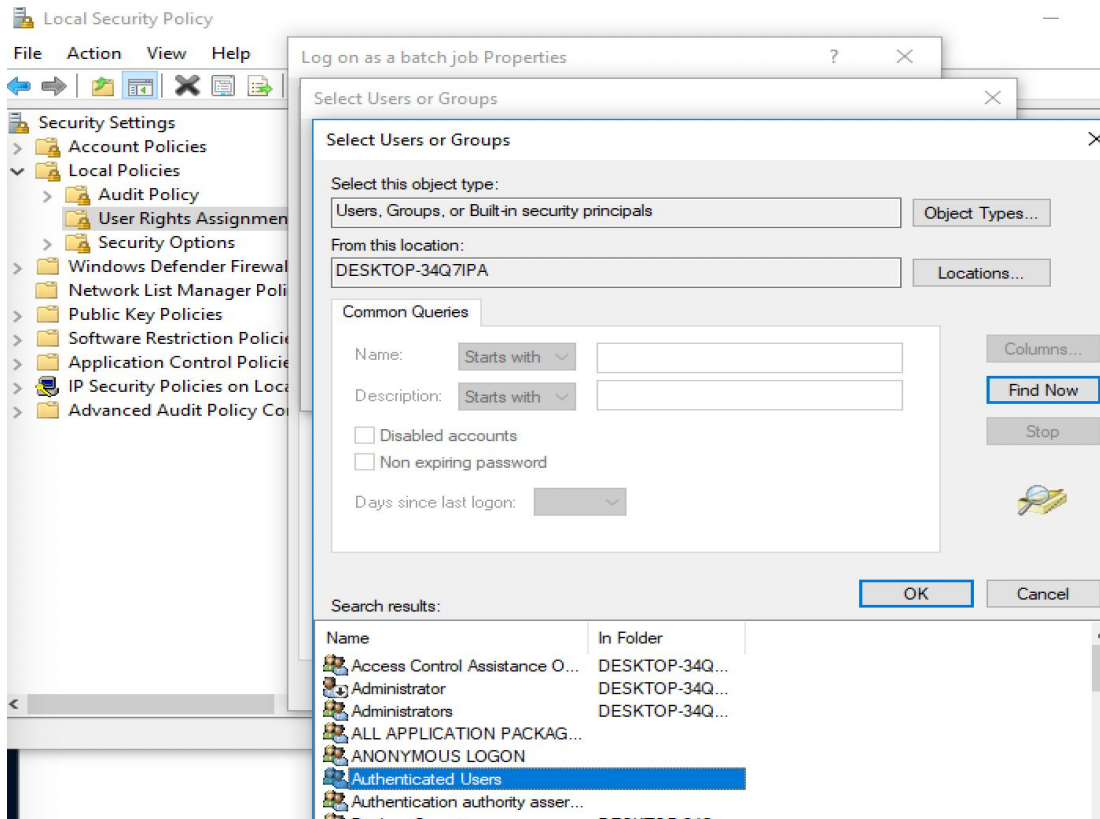 Local Security Policy
File Action View Help
Log on as a batch job Properties ?
Select Users or Groups
Select Users or Groups
Security Settings
Account Policies
Local Policies
Audit Policy
User Rights Assignmen
Security Options
Windows Defender Firewal
Network List Manager Poli
Public Key Policies
Software Restriction Policie
Application Control Policie
IP Security Policies on Loca
Advanced Audit Policy Co
Select this object type:
Users, Groups, or Built-in security principals Object Types...
From this location:
DESKTOP-34Q7IPA Locations...
Common Queries
Name: Starts with
Columns...
Description: Starts with
Find Now
Disabled accounts
Stop
Non expiring password
Days since last logon:
OK Cancel
Search results:
Name In Folder
Access Control Assistance O... DESKTOP-34Q...
Administrator DESKTOP-34Q...
Administrators DESKTOP-34Q...
ALL APPLICATION PACKAG...
ANONYMOUS LOGON
Authenticated Users
Authentication authority asser...